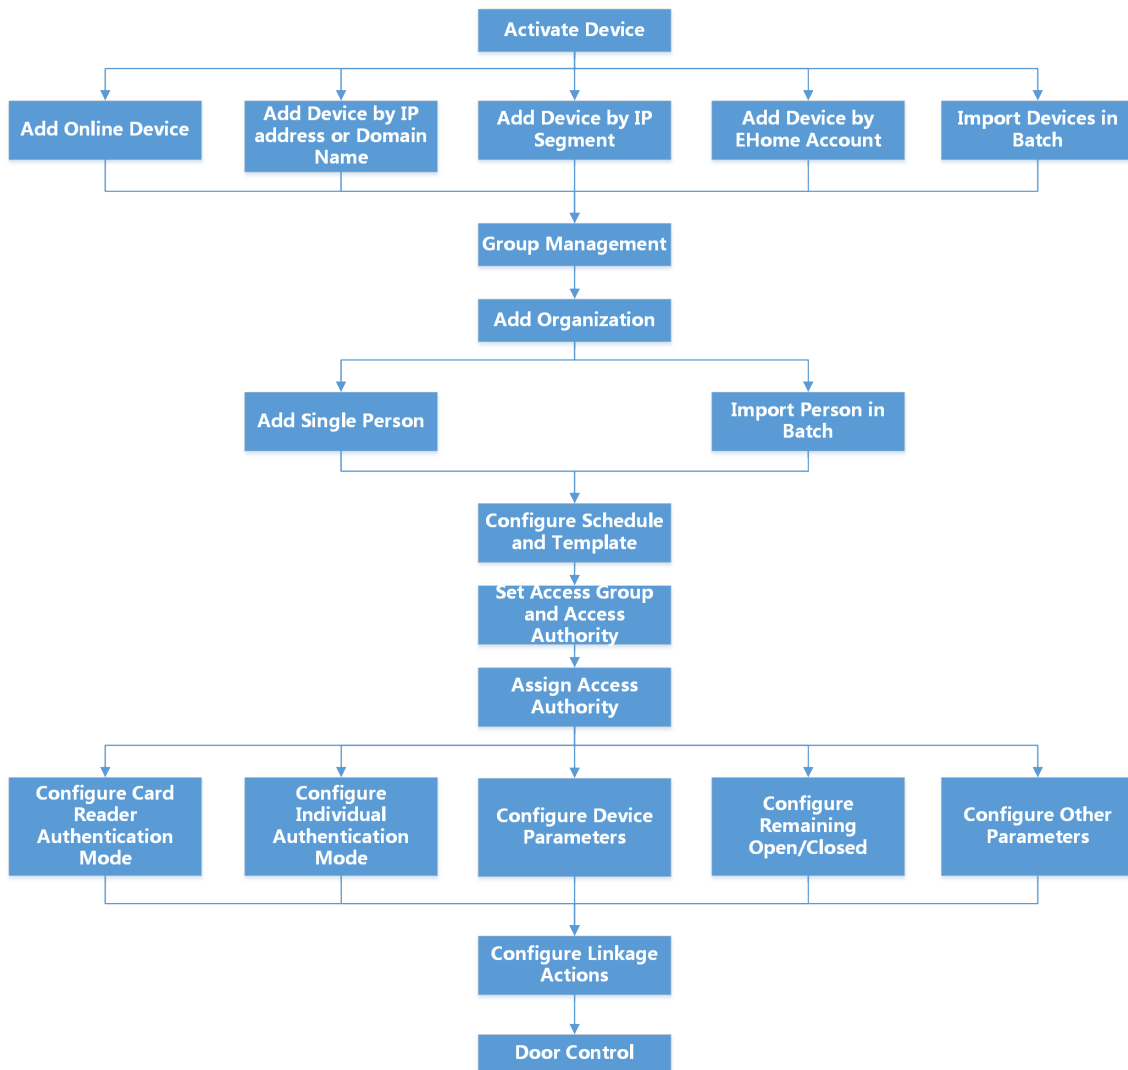 Activate Device
Add Online Device
Add Device by IP
address or Domain
Name
Add Device by IP
Segment
Add Device by
EHome Account
Import Devices in
Batch
Group Management
Add Organization
Add Single Person
Import Person in
Batch
Configure Schedule
and Template
Set Access Group
and Access
Authority
Assign Access
Authority
Configure Card
Reader
Authentication
Mode
Configure
Individual
Authentication
Mode
Configure Device
Parameters
Configure
Remaining
Open/Closed
Configure Other
Parameters
Configure Linkage
Actions
Door Control